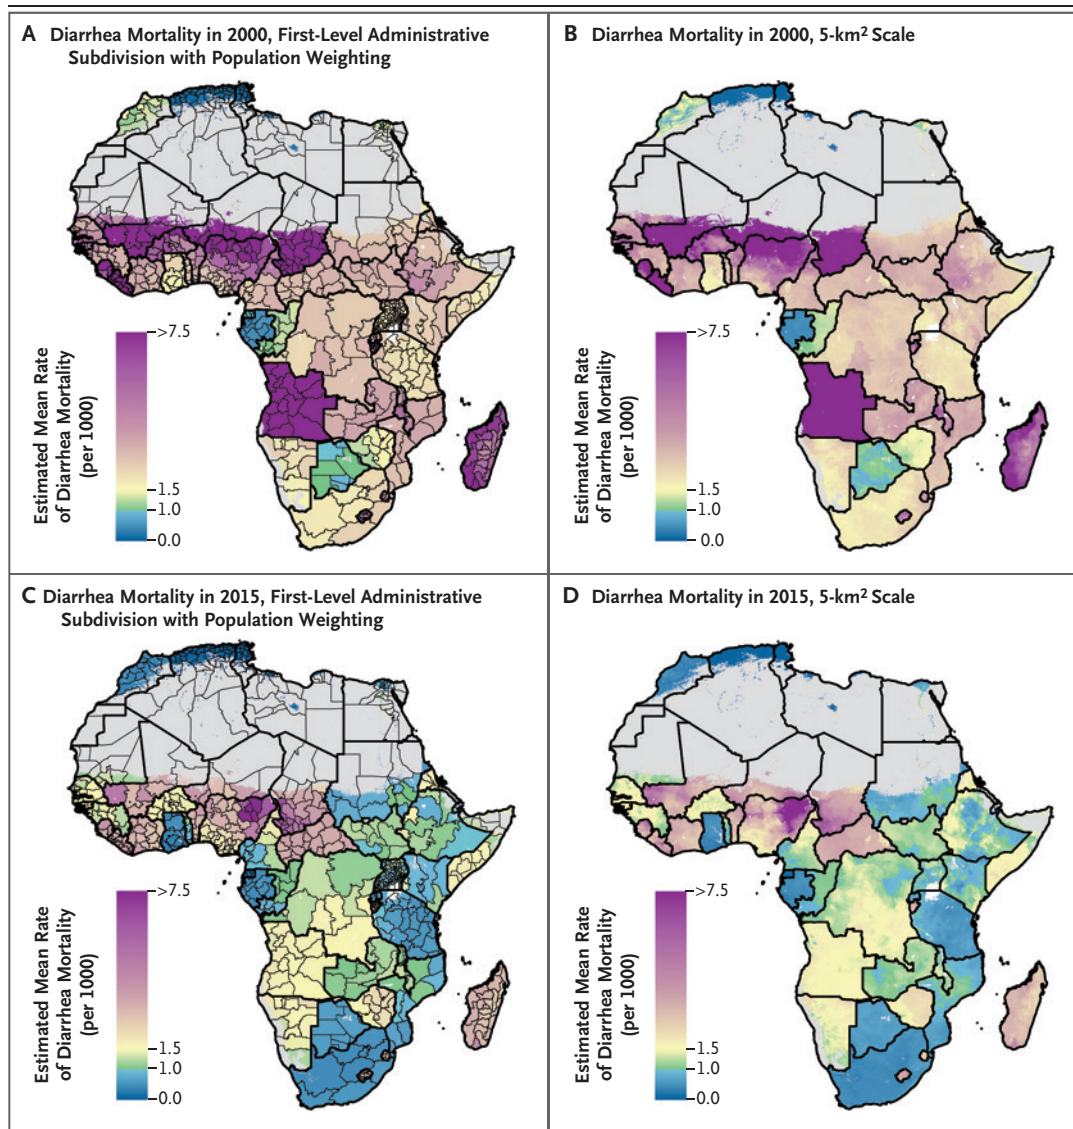 A Diarrhea Mortality in 2000, First-Level Administrative
Subdivision with Population Weighting
Estimated Mean Rate
of Diarrhea Mortality
(per 1000)
>7.5
1.5
1.0
0.0
B Diarrhea Mortality in 2000, 5-km² Scale
Estimated Mean Rate
of Diarrhea Mortality
(per 1000)
>7.5
1.5
1.0
0.0
C Diarrhea Mortality in 2015, First-Level Administrative
Subdivision with Population Weighting
Estimated Mean Rate
of Diarrhea Mortality
(per 1000)
>7.5
1.5
1.0
0.0
D Diarrhea Mortality in 2015, 5-km² Scale
Estimated Mean Rate
of Diarrhea Mortality
(per 1000)
>7.5
1.5
1.0
0.0